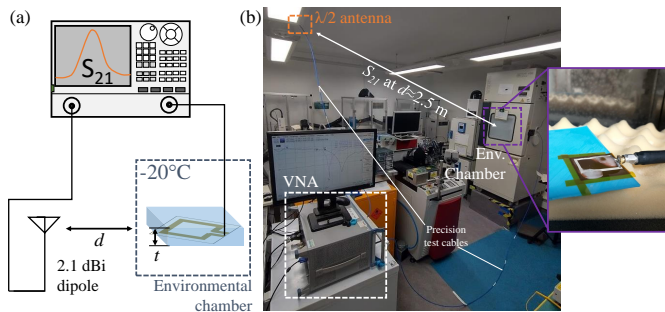 (a)
S21
-20°C
d
t
2.1 dBi
dipole
Environmental
chamber
(b)
λ/2 antenna
S21 at d≈2.5 m
Env.
Chamber
VNA
Precision
test cables